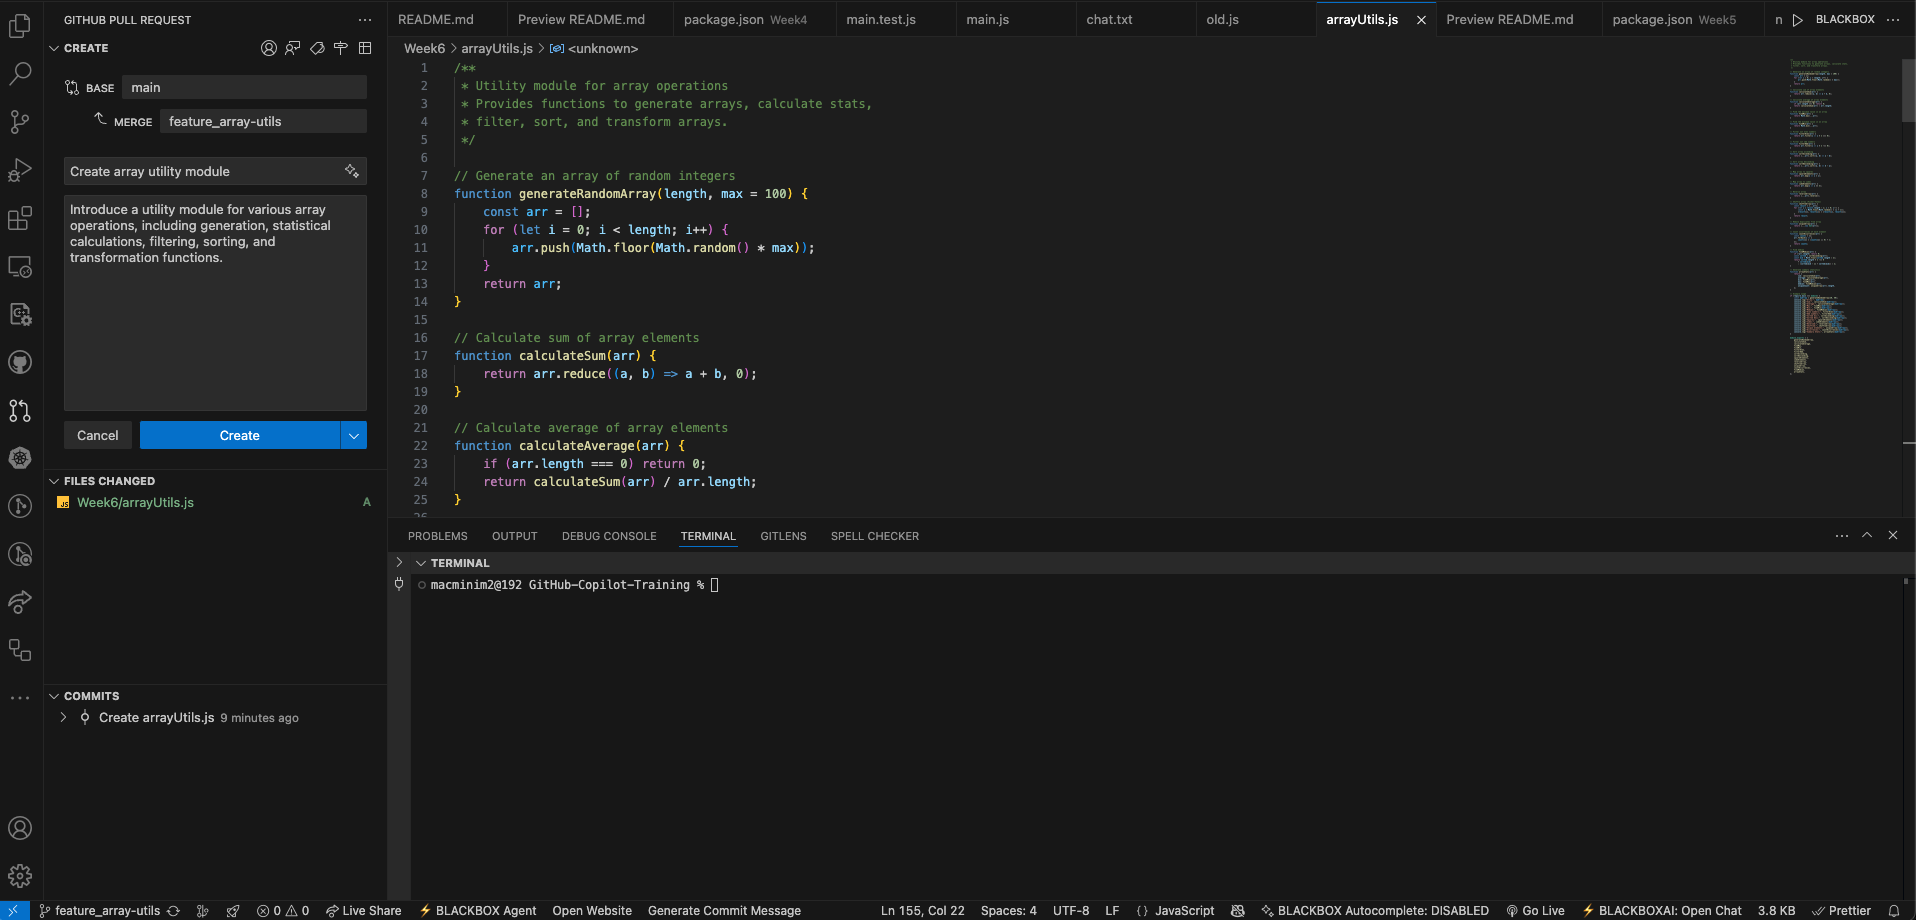 GITHUB PULL REQUEST
CREATE
BASE main
MERGE feature_array-utils
Create array utility module
Introduce a utility module for various array
operations, including generation, statistical
calculations, filtering, sorting, and
transformation functions.
Cancel Create
FILES CHANGED
Week6/arrayUtils.js A
COMMITS
Create arrayUtils.js 9 minutes ago
README.md Preview README.md package.json Week4 main.test.js main.js chat.txt old.js arrayUtils.js Preview README.md package.json Week5 n BLACKBOX
Week6 > arrayUtils.js > <unknown>
1 /**
2 * Utility module for array operations
3 * Provides functions to generate arrays, calculate stats,
4 * filter, sort, and transform arrays.
5 */
6
7 // Generate an array of random integers
8 function generateRandomArray(length, max = 100) {
9 const arr = [];
10 for (let i = 0; i < length; i++) {
11 arr.push(Math.floor(Math.random() * max));
12 }
13 return arr;
14 }
15
16 // Calculate sum of array elements
17 function calculateSum(arr) {
18 return arr.reduce((a, b) => a + b, 0);
19 }
20
21 // Calculate average of array elements
22 function calculateAverage(arr) {
23 if (arr.length === 0) return 0;
24 return calculateSum(arr) / arr.length;
25 }
26
PROBLEMS OUTPUT DEBUG CONSOLE TERMINAL GITLENS SPELL CHECKER
TERMINAL
macminim2@192 GitHub-Copilot-Training %
feature_array-utils 0 0 Live Share BLACKBOX Agent Open Website Generate Commit Message Ln 155, Col 22 Spaces: 4 UTF-8 LF {} JavaScript BLACKBOX Autocomplete: DISABLED Go Live BLACKBOXAI: Open Chat 3.8 KB Prettier